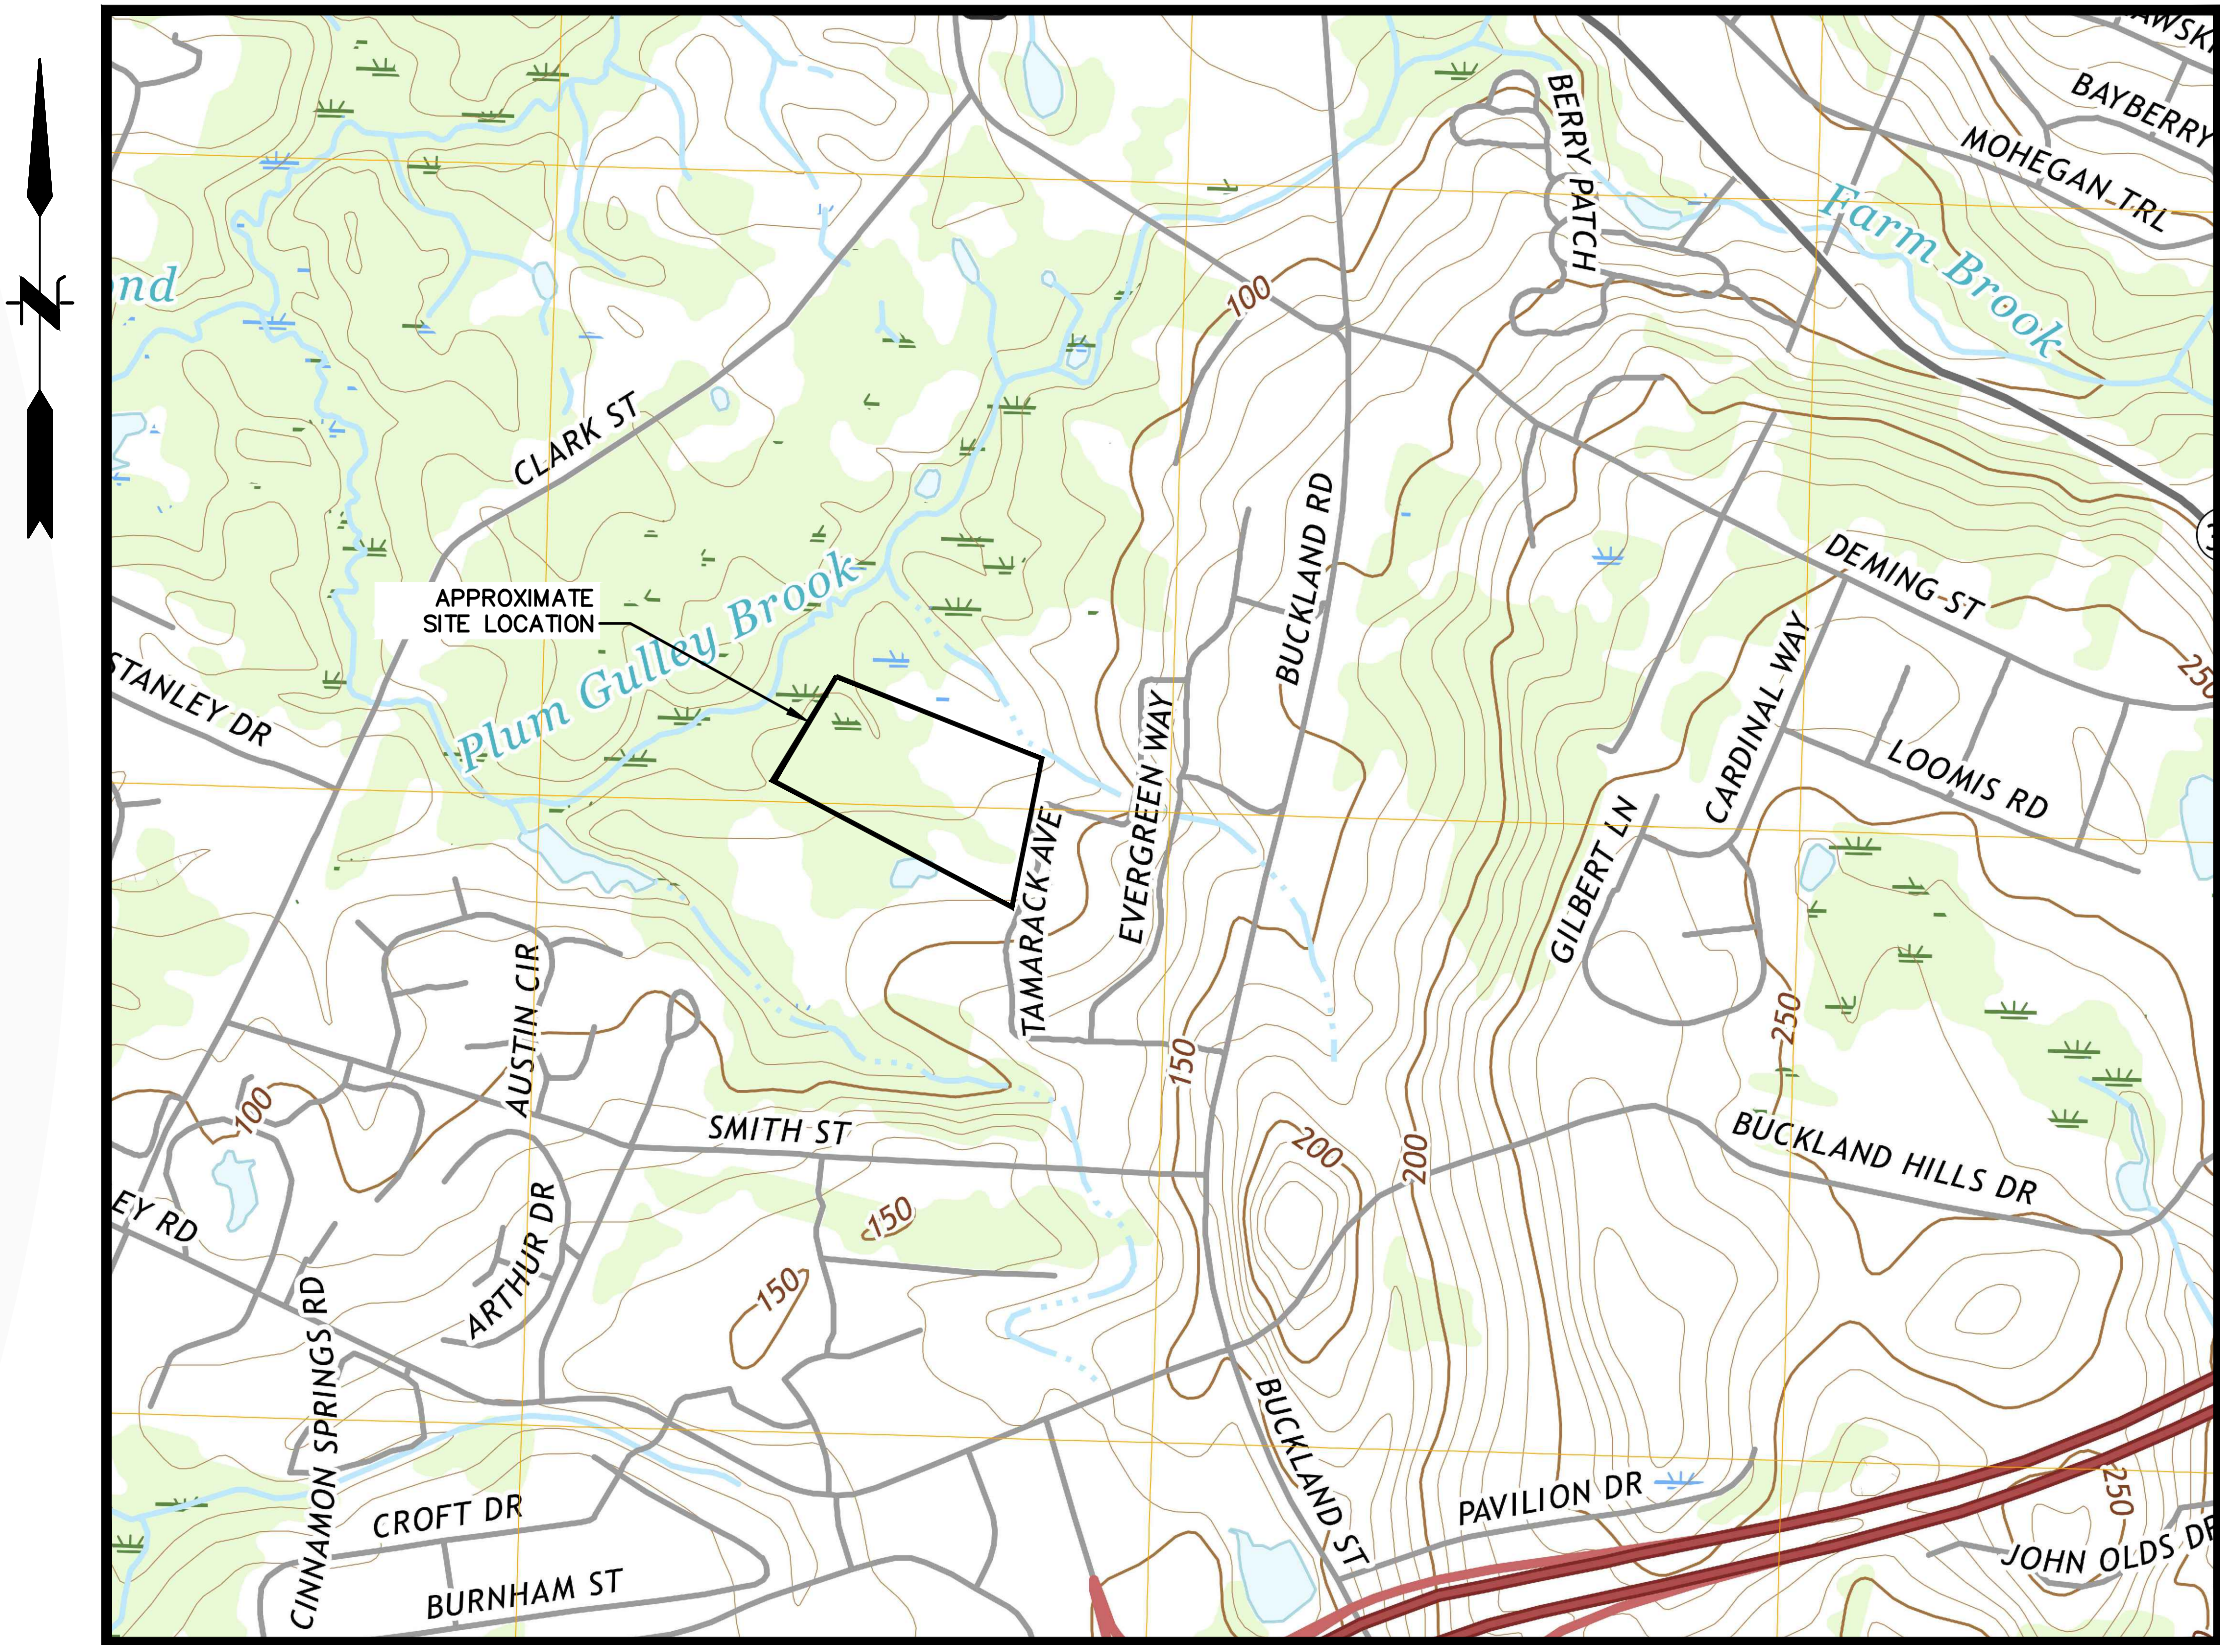 BAYBERRY
MOHEGAN TRL
BERRY PATCH
Farm Brook
nd
100
CLARK ST
BUCKLAND RD
DEMING ST
APPROXIMATE
SITE LOCATION
Plum Gulley Brook
250
STANLEY DR
CARDINAL WAY
LOOMIS RD
EVERGREEN WAY
GILBERT LN
TAMARACK AVE
AUSTIN CIR
250
150
100
SMITH ST
200
200
BUCKLAND HILLS DR
EY RD
ARTHUR DR
150
150
CINNAMON SPRINGS RD
BUCKLAND ST
PAVILION DR
250
CROFT DR
JOHN OLDS DR
BURNHAM ST
N